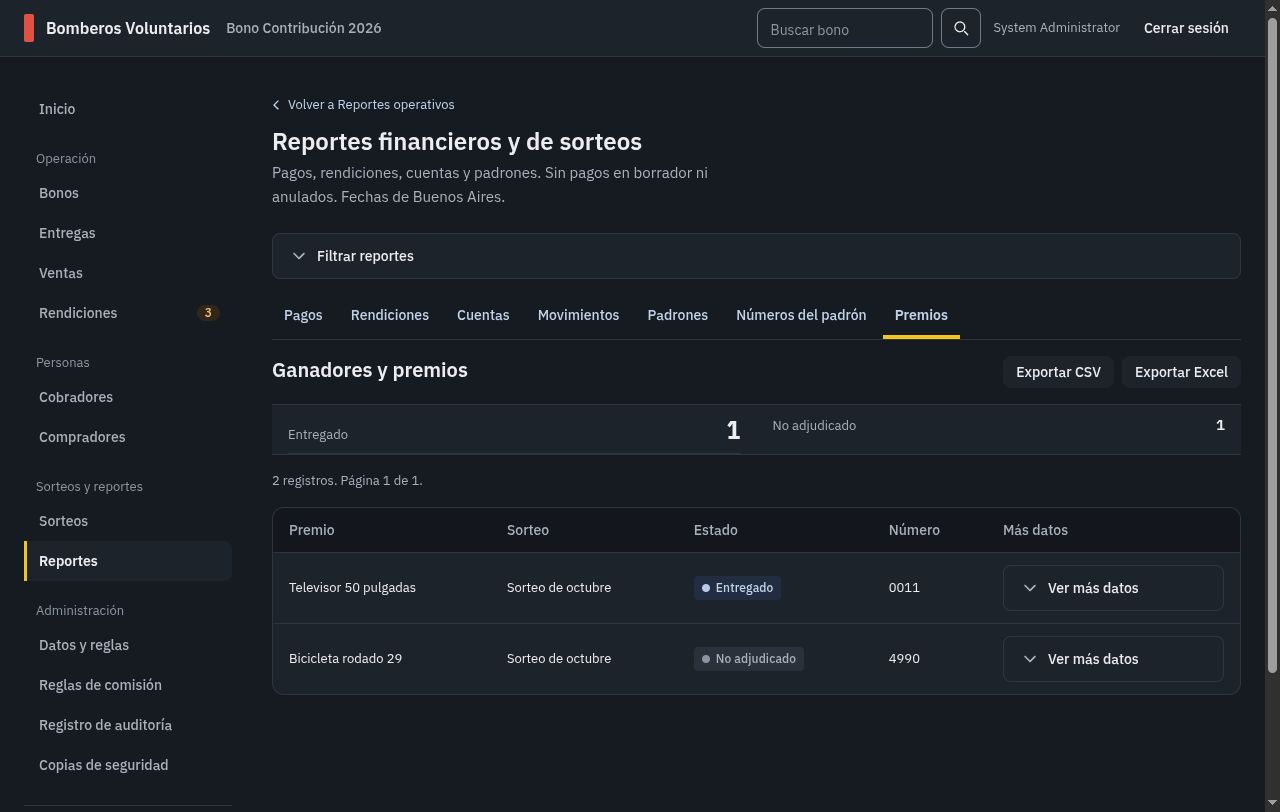 Bomberos Voluntarios
Bono Contribución 2026
Buscar bono
System Administrator
Cerrar sesión
Inicio
Operación
Bonos
Entregas
Ventas
Rendiciones 3
Personas
Cobradores
Compradores
Sorteos y reportes
Sorteos
Reportes
Administración
Datos y reglas
Reglas de comisión
Registro de auditoría
Copias de seguridad
Volver a Reportes operativos
Reportes financieros y de sorteos
Pagos, rendiciones, cuentas y padrones. Sin pagos en borrador ni
anulados. Fechas de Buenos Aires.
Filtrar reportes
Pagos Rendiciones Cuentas Movimientos Padrones Números del padrón Premios
Ganadores y premios
Exportar CSV Exportar Excel
Entregado 1 No adjudicado 1
2 registros. Página 1 de 1.
Premio Sorteo Estado Número Más datos
Televisor 50 pulgadas Sorteo de octubre Entregado 0011 Ver más datos
Bicicleta rodado 29 Sorteo de octubre No adjudicado 4990 Ver más datos